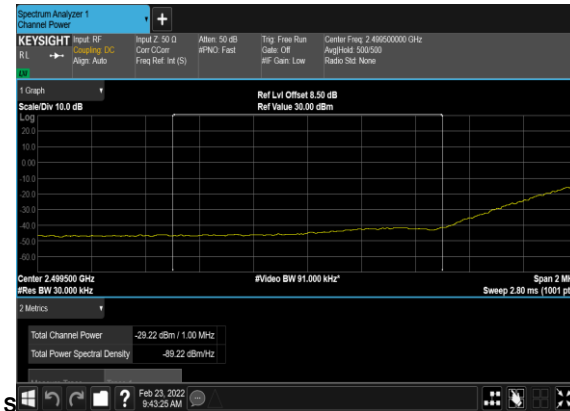 Spectrum Analyzer 1
Channel Power
KEYSIGHT Input: RF Input Z: 50 Ω Atten: 50 dB Trig: Free Run Center Freq: 2.499500000 GHz
RL Coupling: DC Corr CCorr #PNO: Fast Gate: Off Avg|Hold: 500/500
Align: Auto Freq Ref: Int (S) #IF Gain: Low Radio Std: None
1 Graph
Ref Lvl Offset 8.50 dB
Scale/Div 10.0 dB Ref Value 30.00 dBm
Log
20.0
10.0
0.00
-10.0
-20.0
-30.0
-40.0
-50.0
-60.0
Center 2.499500 GHz #Video BW 91.000 kHz* Span 2 M
#Res BW 30.000 kHz Sweep 2.80 ms (1001 pt
2 Metrics
Total Channel Power -29.22 dBm / 1.00 MHz
Total Power Spectral Density -89.22 dBm/Hz
S
? Feb 23, 2022
9:43:25 AM